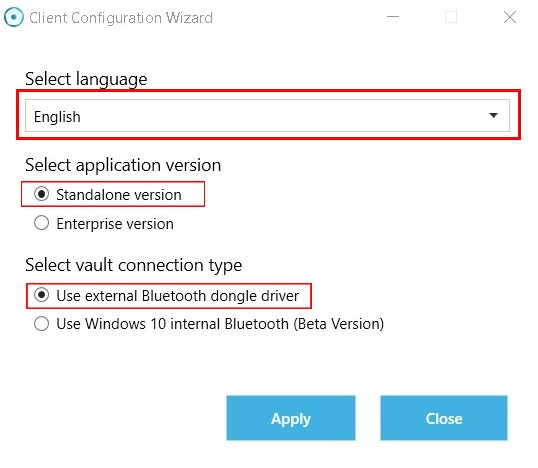 Client Configuration Wizard
Select language
English
Select application version
Standalone version
Enterprise version
Select vault connection type
Use external Bluetooth dongle driver
Use Windows 10 internal Bluetooth (Beta Version)
Apply Close